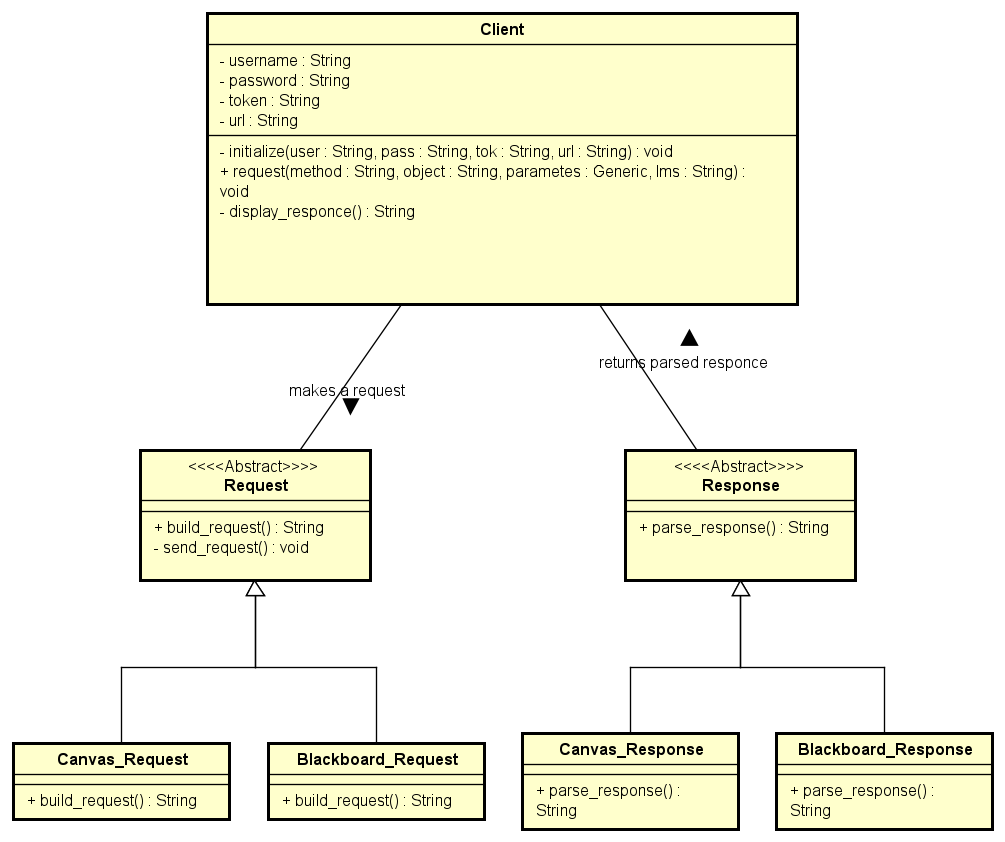 Client
- username : String
- password : String
- token : String
- url : String
- initialize(user : String, pass : String, tok : String, url : String) : void
+ request(method : String, object : String, parametes : Generic, lms : String) :
void
- display_responce() : String
returns parsed responce
makes a request
<<<<Abstract>>>>
Request
+ build_request() : String
- send_request() : void
<<<<Abstract>>>>
Response
+ parse_response() : String
Canvas_Request
+ build_request() : String
Blackboard_Request
+ build_request() : String
Canvas_Response
+ parse_response() :
String
Blackboard_Response
+ parse_response() :
String